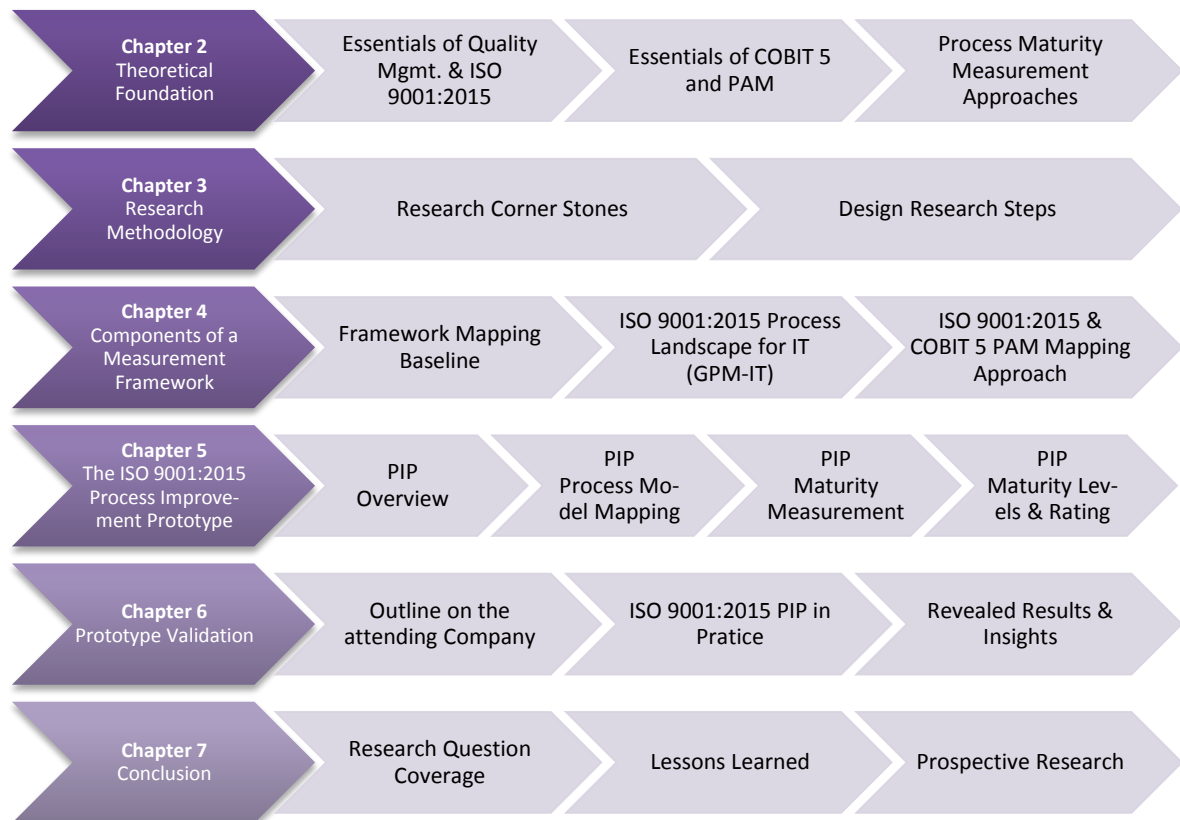 Chapter 2
Theoretical
Foundation
Essentials of Quality
Mgmt. & ISO
9001:2015
Essentials of COBIT 5
and PAM
Process Maturity
Measurement
Approaches
Chapter 3
Research
Methodology
Research Corner Stones
Design Research Steps
Chapter 4
Components of a
Measurement
Framework
Framework Mapping
Baseline
ISO 9001:2015 Process
Landscape for IT
(GPM-IT)
ISO 9001:2015 &
COBIT 5 PAM Mapping
Approach
Chapter 5
The ISO 9001:2015
Process Improve-
ment Prototype
PIP
Overview
PIP
Process Mo-
del Mapping
PIP
Maturity
Measurement
PIP
Maturity Lev-
els & Rating
Chapter 6
Prototype Validation
Outline on the
attending Company
ISO 9001:2015 PIP in
Pratice
Revealed Results &
Insights
Chapter 7
Conclusion
Research Question
Coverage
Lessons Learned
Prospective Research